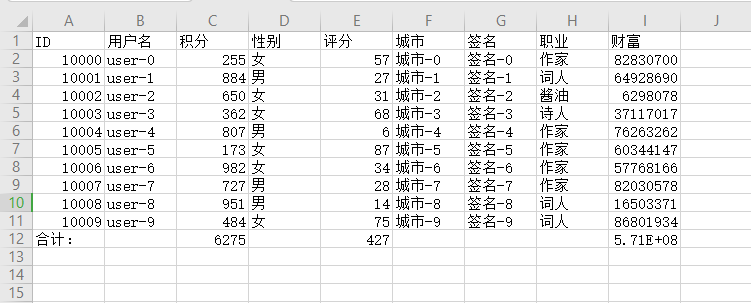 A B C D E F G H I J
1 ID 用户名 积分 性别 评分 城市 签名 职业 财富
2 10000 user-0 255 女 57 城市-0 签名-0 作家 82830700
3 10001 user-1 884 男 27 城市-1 签名-1 词人 64928690
4 10002 user-2 650 女 31 城市-2 签名-2 酱油 6298078
5 10003 user-3 362 女 68 城市-3 签名-3 诗人 37117017
6 10004 user-4 807 男 6 城市-4 签名-4 作家 76263262
7 10005 user-5 173 女 87 城市-5 签名-5 作家 60344147
8 10006 user-6 982 女 34 城市-6 签名-6 作家 57768166
9 10007 user-7 727 男 28 城市-7 签名-7 作家 82030578
10 10008 user-8 951 男 14 城市-8 签名-8 词人 16503371
11 10009 user-9 484 女 75 城市-9 签名-9 词人 86801934
12 合计: 6275 427 5.71E+08
13
14
15